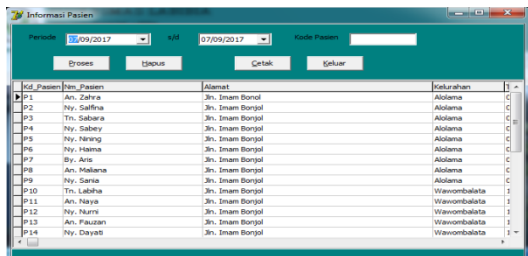 Informasi Pasien
Periode 07/09/2017 s/d 07/09/2017 Kode Pasien
Proses Hapus Cetak Keluar
Kd_Pasien Nm_Pasien Alamat Kelurahan
P1 An. Zahra Jln. Imam Bonol Alolama
P2 Ny. Salfina Jln. Imam Bonjol Alolama
P3 Tn. Sabara Jln. Imam Bonjol Alolama
P4 Ny. Sabey Jln. Imam Bonjol Alolama
P5 Ny. Nining Jln. Imam Bonjol Alolama
P6 Ny. Haima Jln. Imam Bonjol Alolama
P7 By. Aris Jln. Imam Bonjol Alolama
P8 An. Maliana Jln. Imam Bonjol Alolama
P9 Ny. Sania Jln. Imam Bonjol Alolama
P10 Tn. Labiha Jln. Imam Bonjol Wawombalata
P11 An. Naya Jln. Imam Bonjol Wawombalata
P12 Ny. Nurni Jln. Imam Bonjol Wawombalata
P13 An. Fauzan Jln. Imam Bonjol Wawombalata
P14 Ny. Dayati Jln. Imam Bonjol Wawombalata